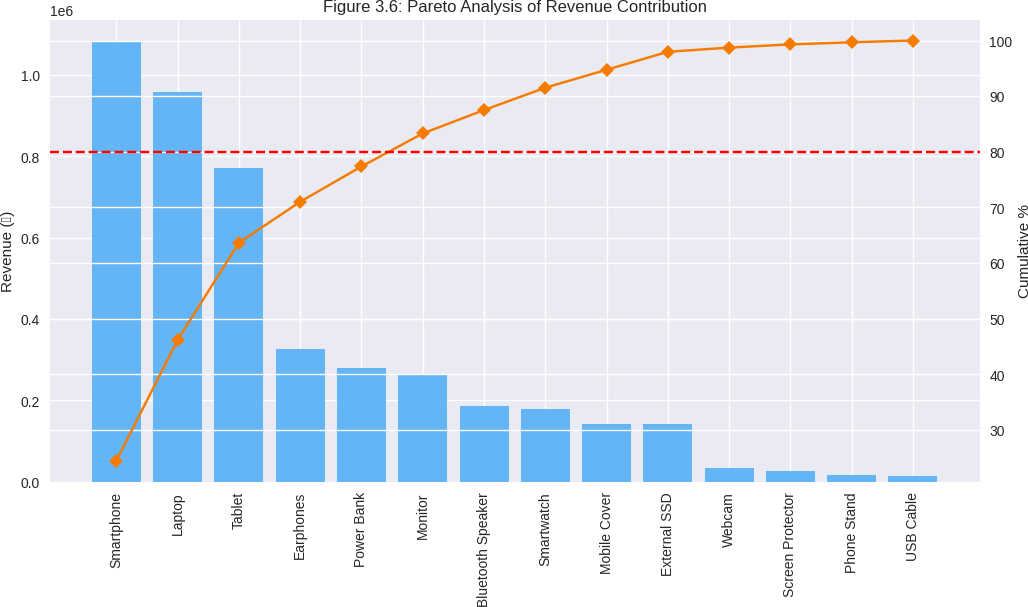 Figure 3.6: Pareto Analysis of Revenue Contribution
1e6
1.0
0.8
0.6
0.4
0.2
0.0
Revenue (▯)
100
90
80
70
60
50
40
30
Cumulative %
Smartphone
Laptop
Tablet
Earphones
Power Bank
Monitor
Bluetooth Speaker
Smartwatch
Mobile Cover
External SSD
Webcam
Screen Protector
Phone Stand
USB Cable